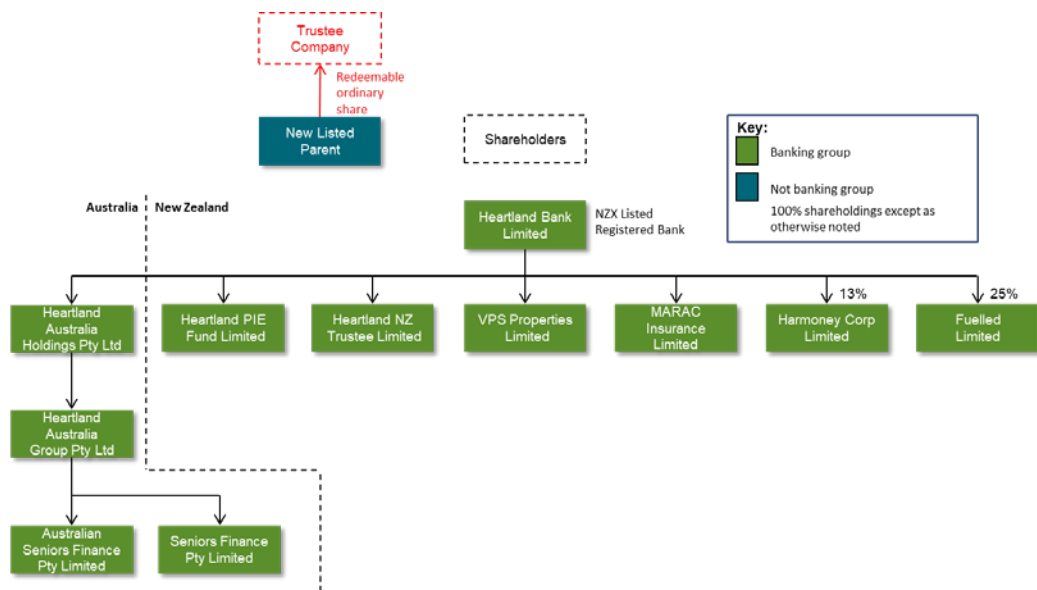 Trustee
Company
Redeemable
ordinary
share
New Listed
Parent
Shareholders
Key:
Banking group
Not banking group
100% shareholdings except as
otherwise noted
Australia
New Zealand
Heartland Bank
Limited
NZX Listed
Registered Bank
13%
25%
Heartland
Australia
Holdings Pty Ltd
Heartland PIE
Fund Limited
Heartland NZ
Trustee Limited
VPS Properties
Limited
MARAC
Insurance
Limited
Harmoney Corp
Limited
Fuelled
Limited
Heartland
Australia
Group Pty Ltd
Australian
Seniors Finance
Pty Limited
Seniors Finance
Pty Limited